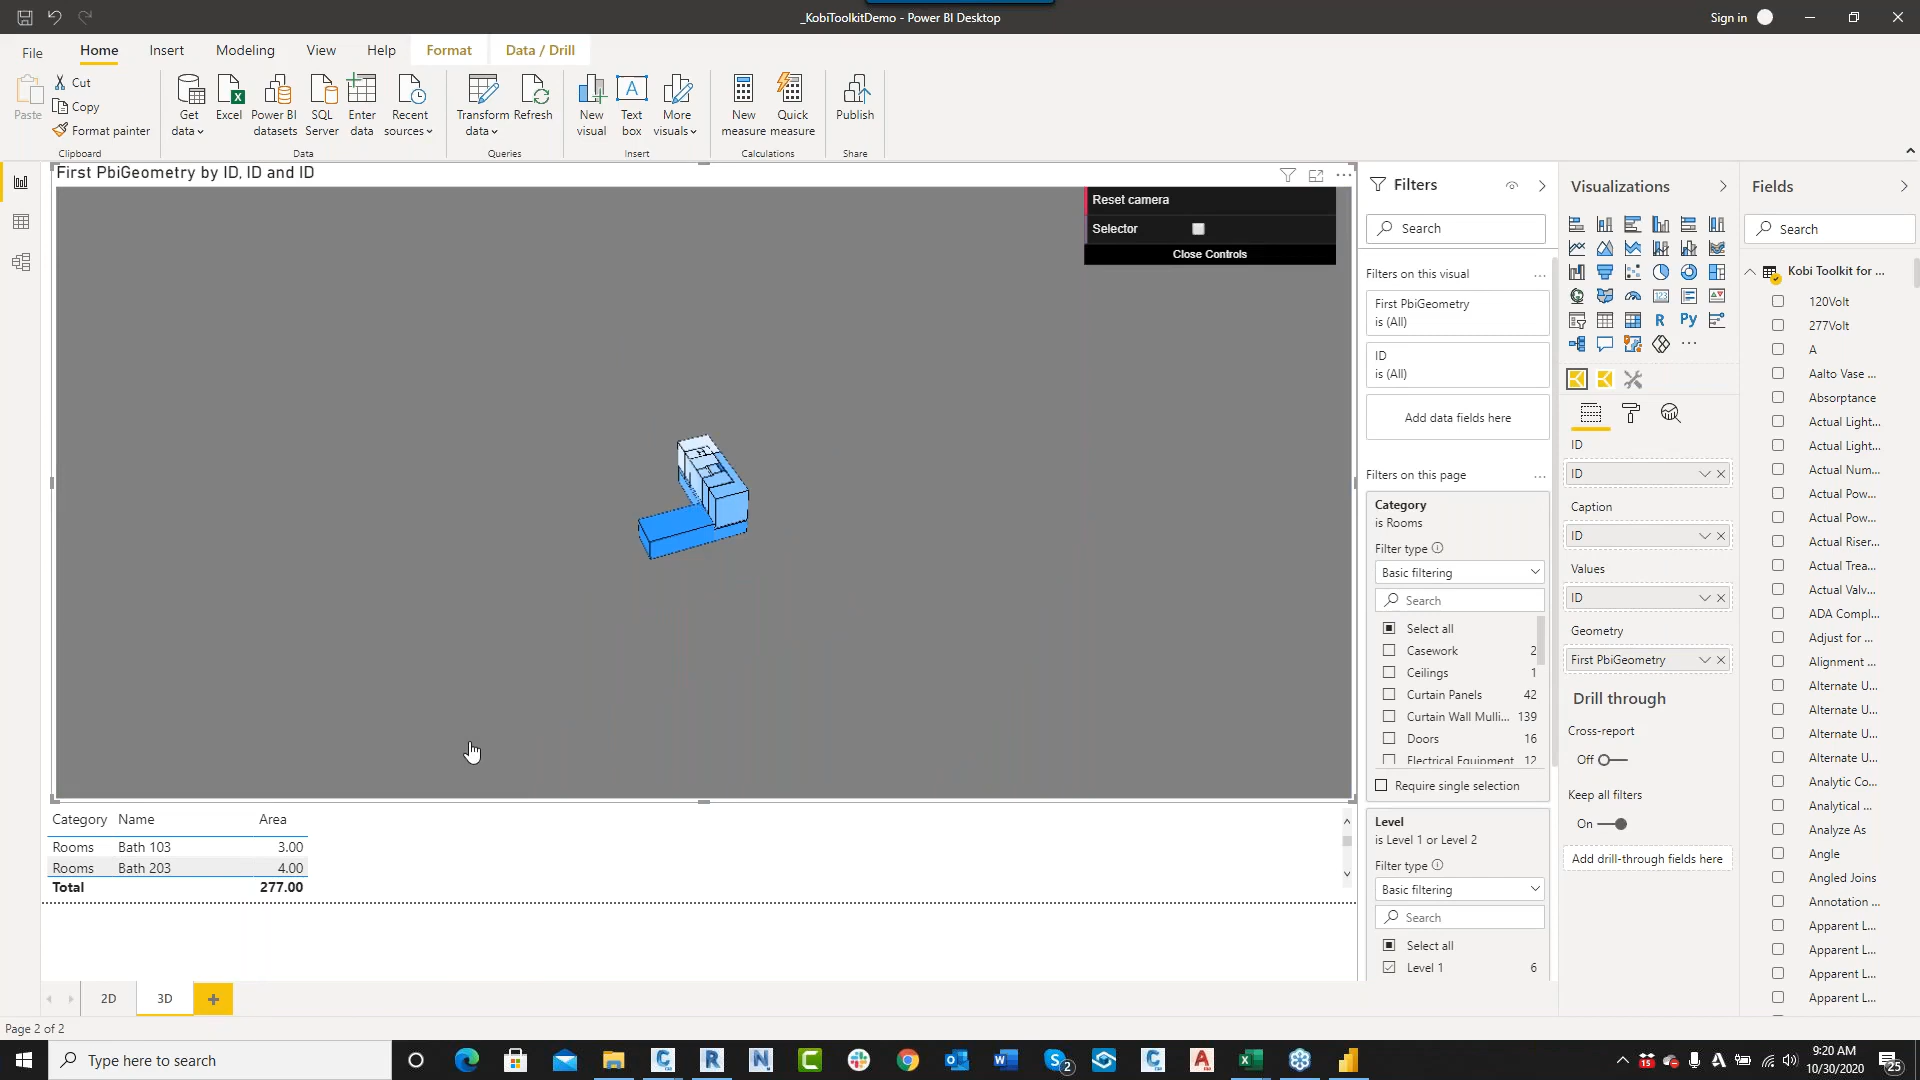 _KobiToolkitDemo - Power BI Desktop
Sign in
File
Home
Insert
Modeling
View
Help
Format
Data / Drill
Paste
Cut
Copy
Format painter
Clipboard
Get data
Excel
Power BI datasets
SQL Server
Enter data
Recent sources
Data
Transform data
Refresh
Queries
New visual
Text box
More visuals
Insert
New measure
Quick measure
Calculations
Publish
Share
First PbiGeometry by ID, ID and ID
Reset camera
Selector
Close Controls
Category Name Area
Rooms Bath 103 3.00
Rooms Bath 203 4.00
Total 277.00
2D
3D
Page 2 of 2
Filters
Search
Filters on this visual
First PbiGeometry
is (All)
ID
is (All)
Add data fields here
Filters on this page
Category
is Rooms
Filter type
Basic filtering
Search
Select all
Casework 2
Ceilings 1
Curtain Panels 42
Curtain Wall Mulli... 139
Doors 16
Electrical Equipment 12
Require single selection
Level
is Level 1 or Level 2
Filter type
Basic filtering
Search
Select all
Level 1 6
Visualizations
R
Py
ID
ID
Caption
ID
Values
ID
Geometry
First PbiGeometry
Drill through
Cross-report
Off
Keep all filters
On
Add drill-through fields here
Fields
Search
Kobi Toolkit for ...
120Volt
277Volt
A
Aalto Vase ...
Absorptance
Actual Light...
Actual Light...
Actual Num...
Actual Pow...
Actual Pow...
Actual Riser...
Actual Trea...
Actual Valv...
ADA Compl...
Adjust for ...
Alignment ...
Alternate U...
Alternate U...
Alternate U...
Alternate U...
Analytic Co...
Analytical ...
Analyze As
Angle
Angled Joins
Annotation ...
Apparent L...
Apparent L...
Apparent L...
Apparent L...
Type here to search
9:20 AM
10/30/2020
25